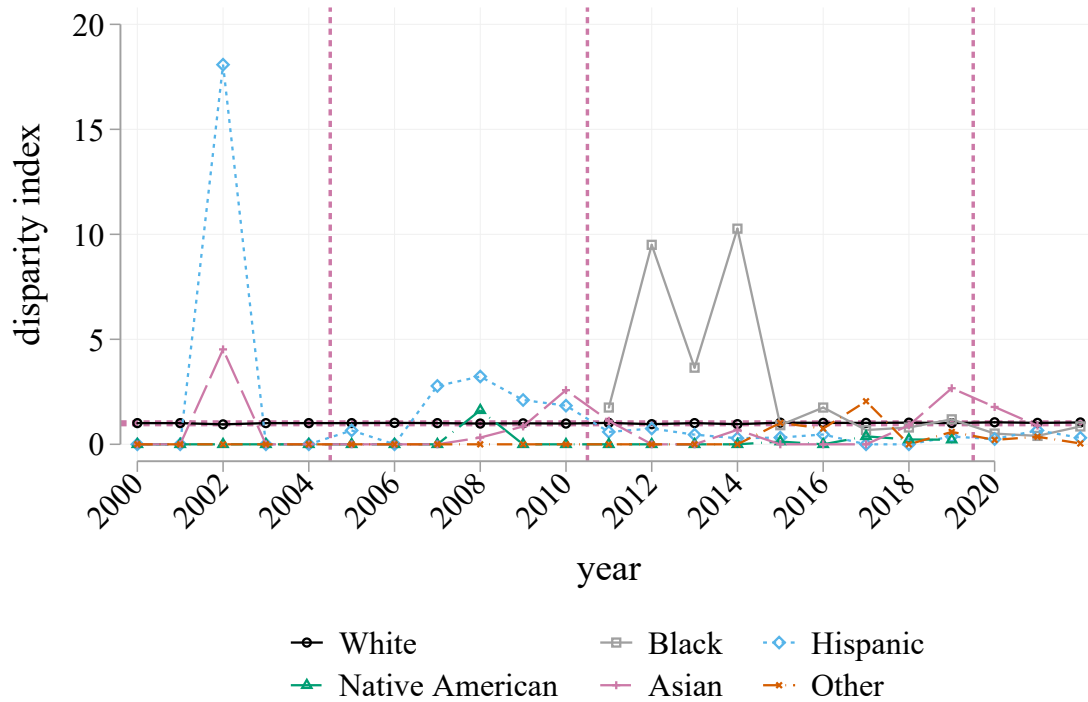 20
15
10
5
0
disparity index
2000 2002 2004 2006 2008 2010 2012 2014 2016 2018 2020
year
White Black Hispanic
Native American Asian Other